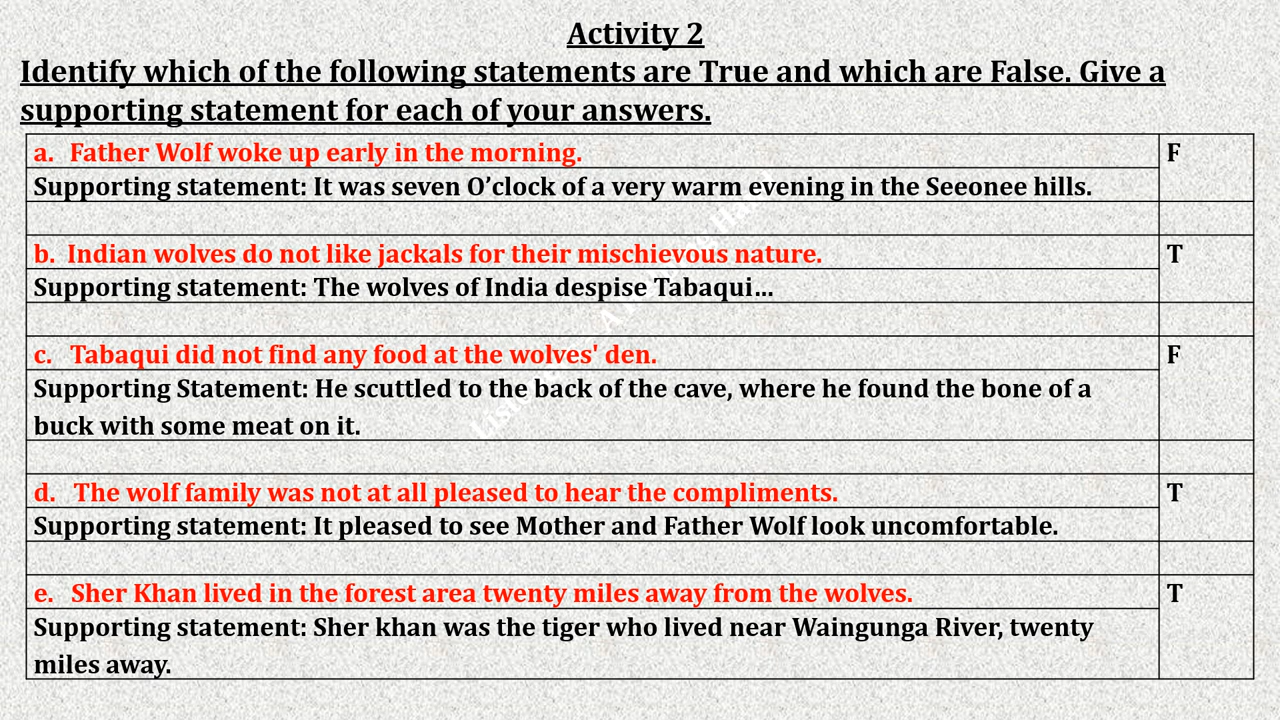 Activity 2
Identify which of the following statements are True and which are False. Give a
supporting statement for each of your answers.
a. Father Wolf woke up early in the morning.
F
Supporting statement: It was seven O’clock of a very warm evening in the Seeonee hills.
b. Indian wolves do not like jackals for their mischievous nature.
T
Supporting statement: The wolves of India despise Tabaqui…
c. Tabaqui did not find any food at the wolves' den.
F
Supporting Statement: He scuttled to the back of the cave, where he found the bone of a
buck with some meat on it.
d. The wolf family was not at all pleased to hear the compliments.
T
Supporting statement: It pleased to see Mother and Father Wolf look uncomfortable.
e. Sher Khan lived in the forest area twenty miles away from the wolves.
T
Supporting statement: Sher khan was the tiger who lived near Waingunga River, twenty
miles away.